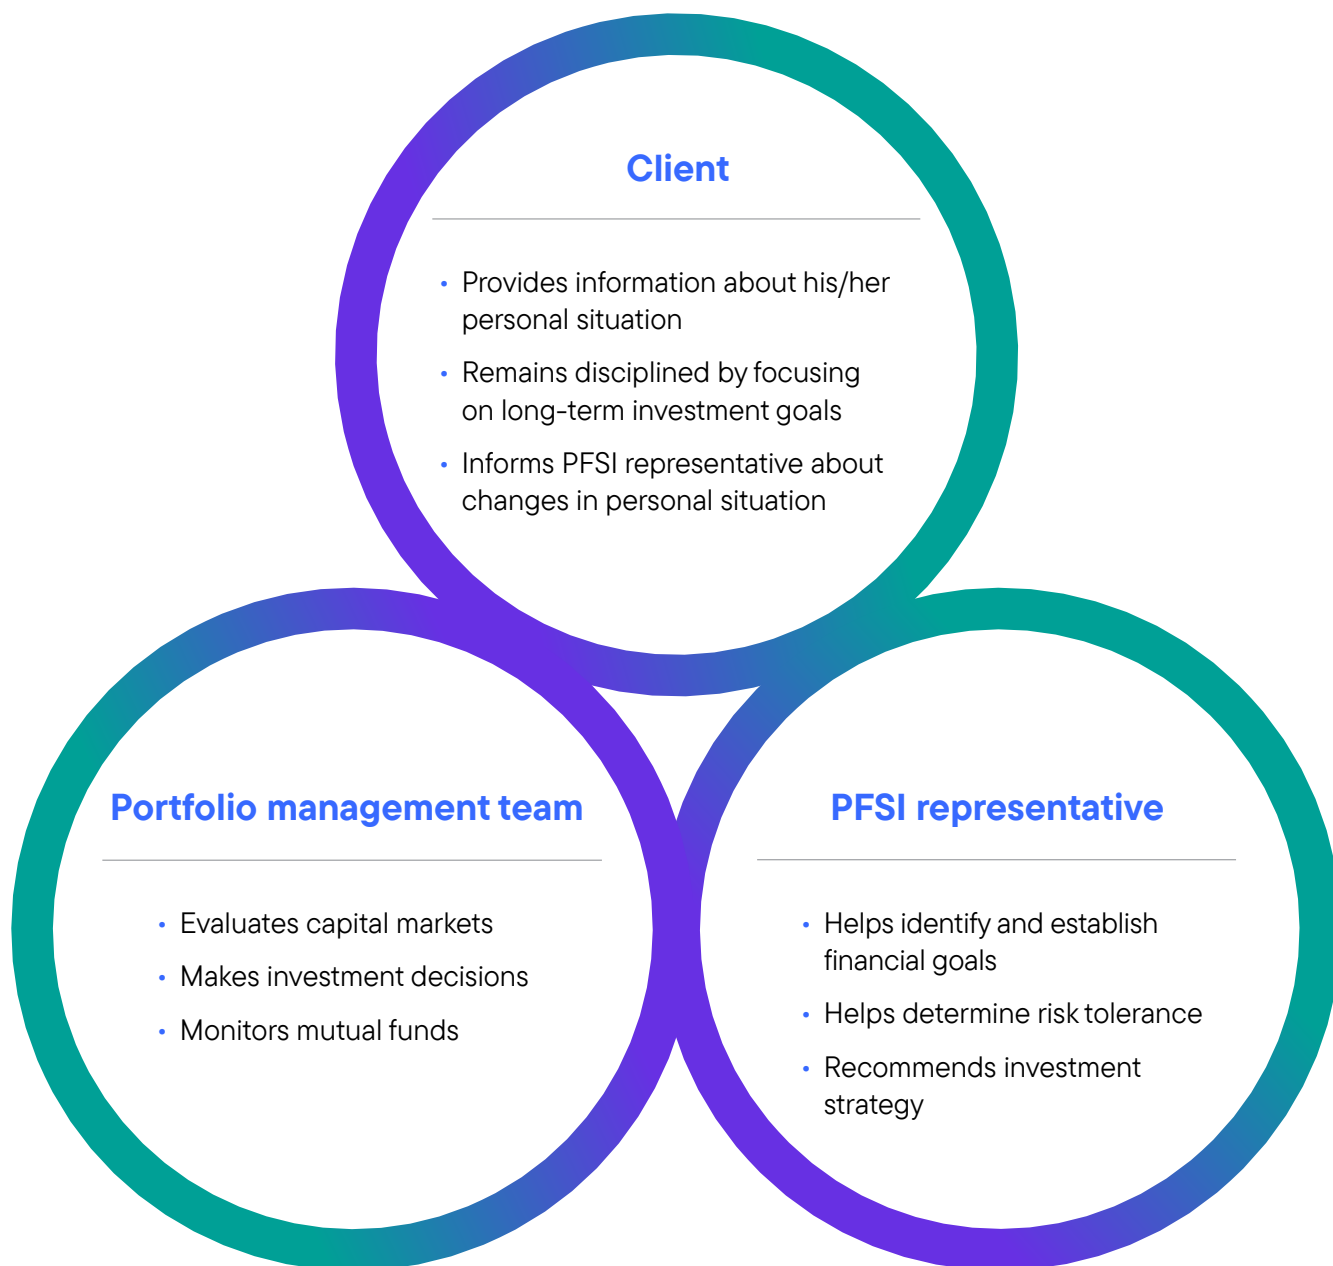 Client
• Provides information about his/her
personal situation
• Remains disciplined by focusing
on long-term investment goals
• Informs PFSI representative about
changes in personal situation
Portfolio management team
• Evaluates capital markets
• Makes investment decisions
• Monitors mutual funds
PFSI representative
• Helps identify and establish
financial goals
• Helps determine risk tolerance
• Recommends investment
strategy